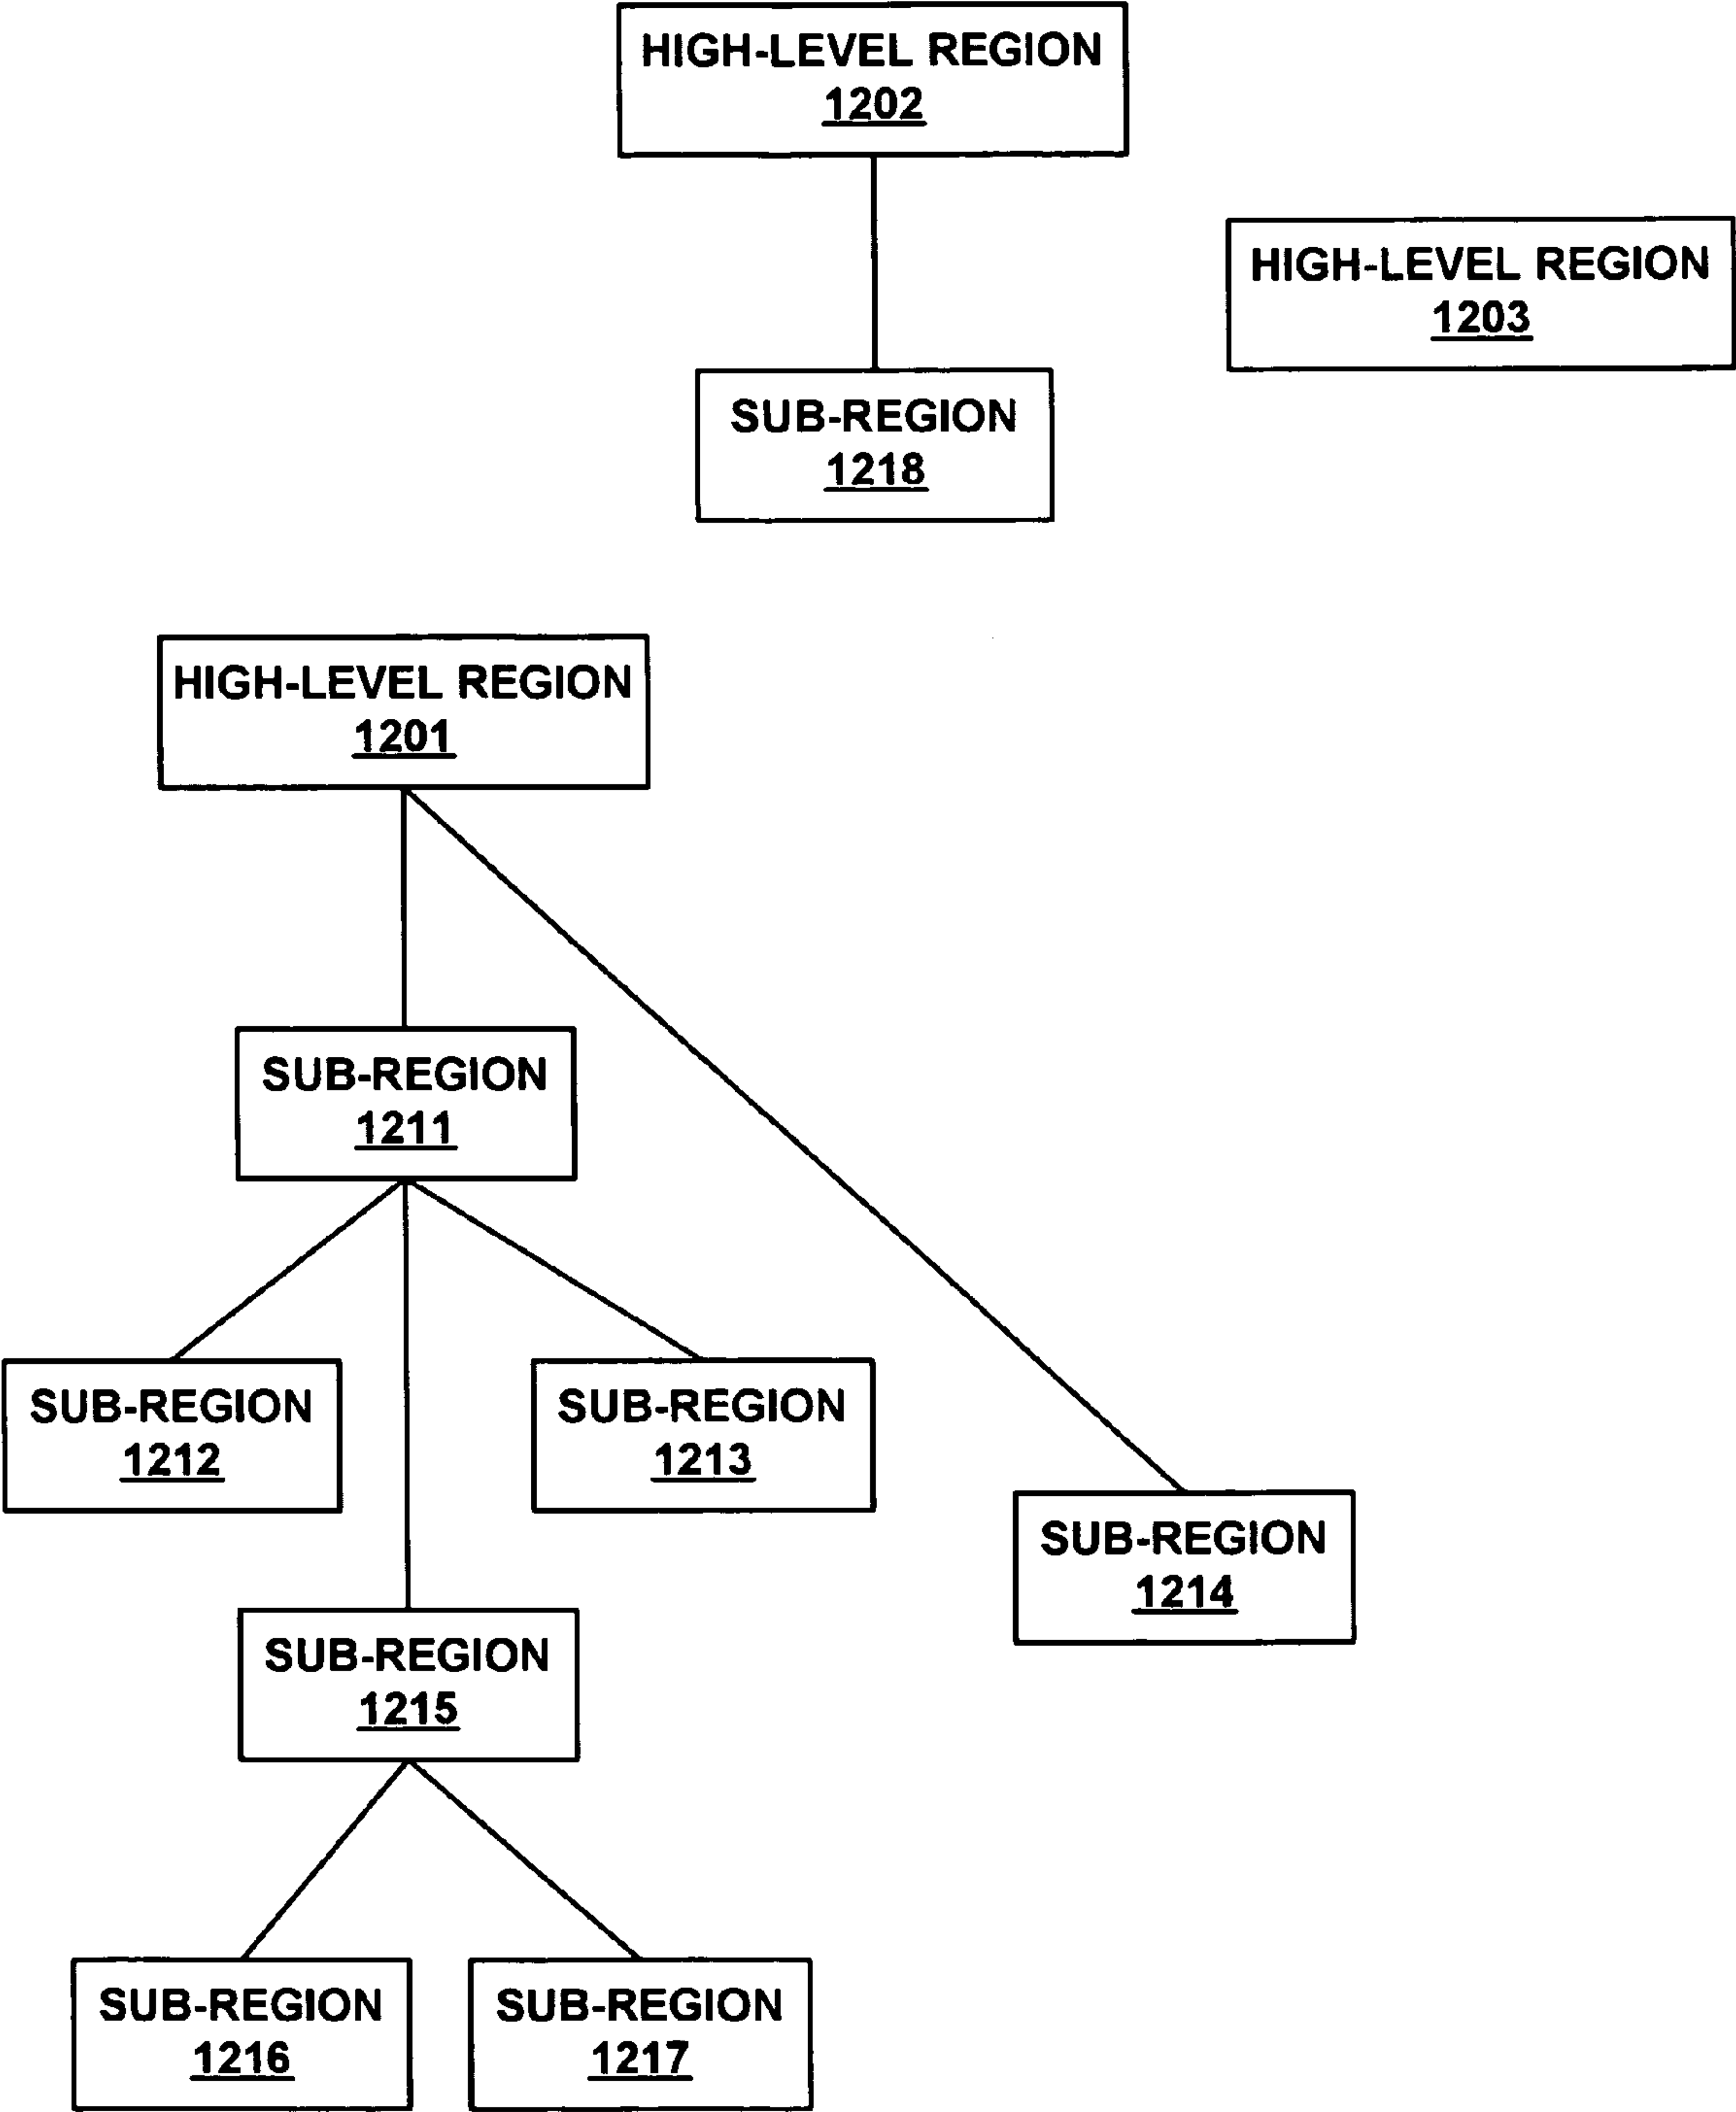 HIGH-LEVEL REGION
1202
HIGH-LEVEL REGION
1203
SUB-REGION
1218
HIGH-LEVEL REGION
1201
SUB-REGION
1211
SUB-REGION
1212
SUB-REGION
1213
SUB-REGION
1214
SUB-REGION
1215
SUB-REGION
1216
SUB-REGION
1217